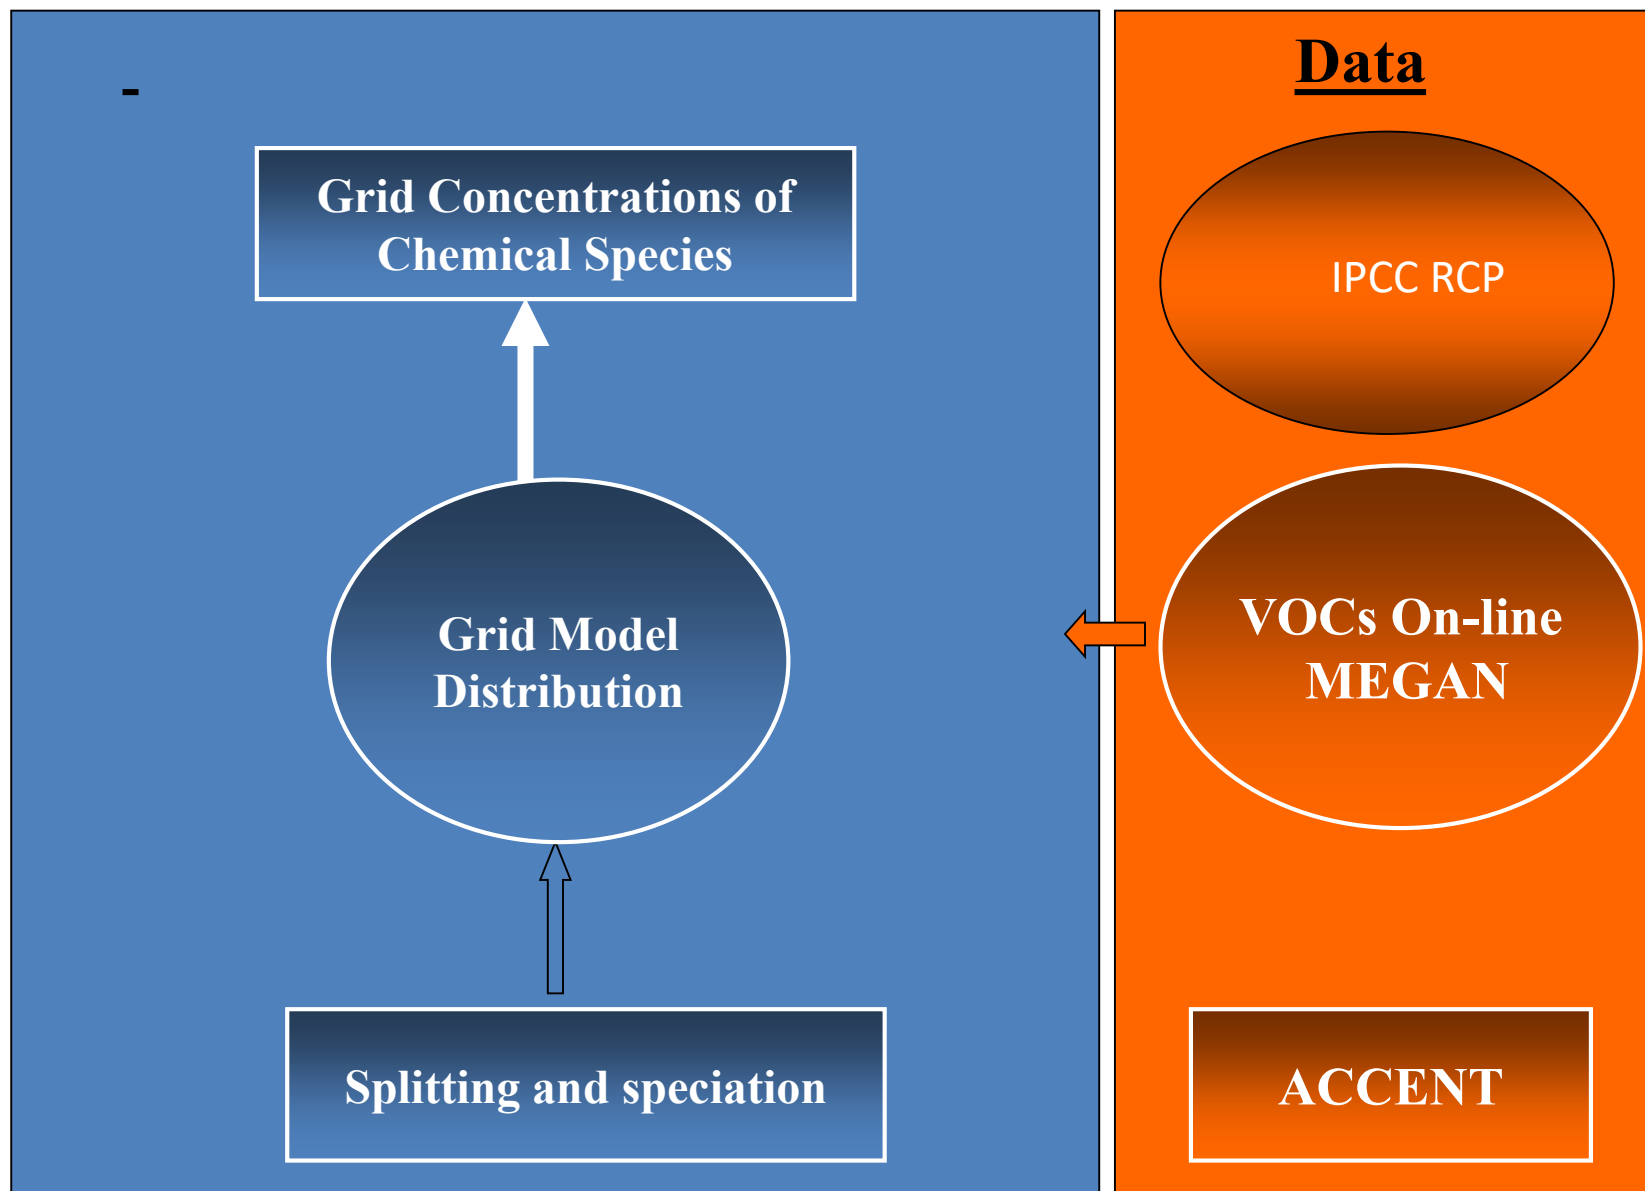 -
Grid Concentrations of
Chemical Species
Grid Model
Distribution
Splitting and speciation
Data
IPCC RCP
VOCs On-line
MEGAN
ACCENT